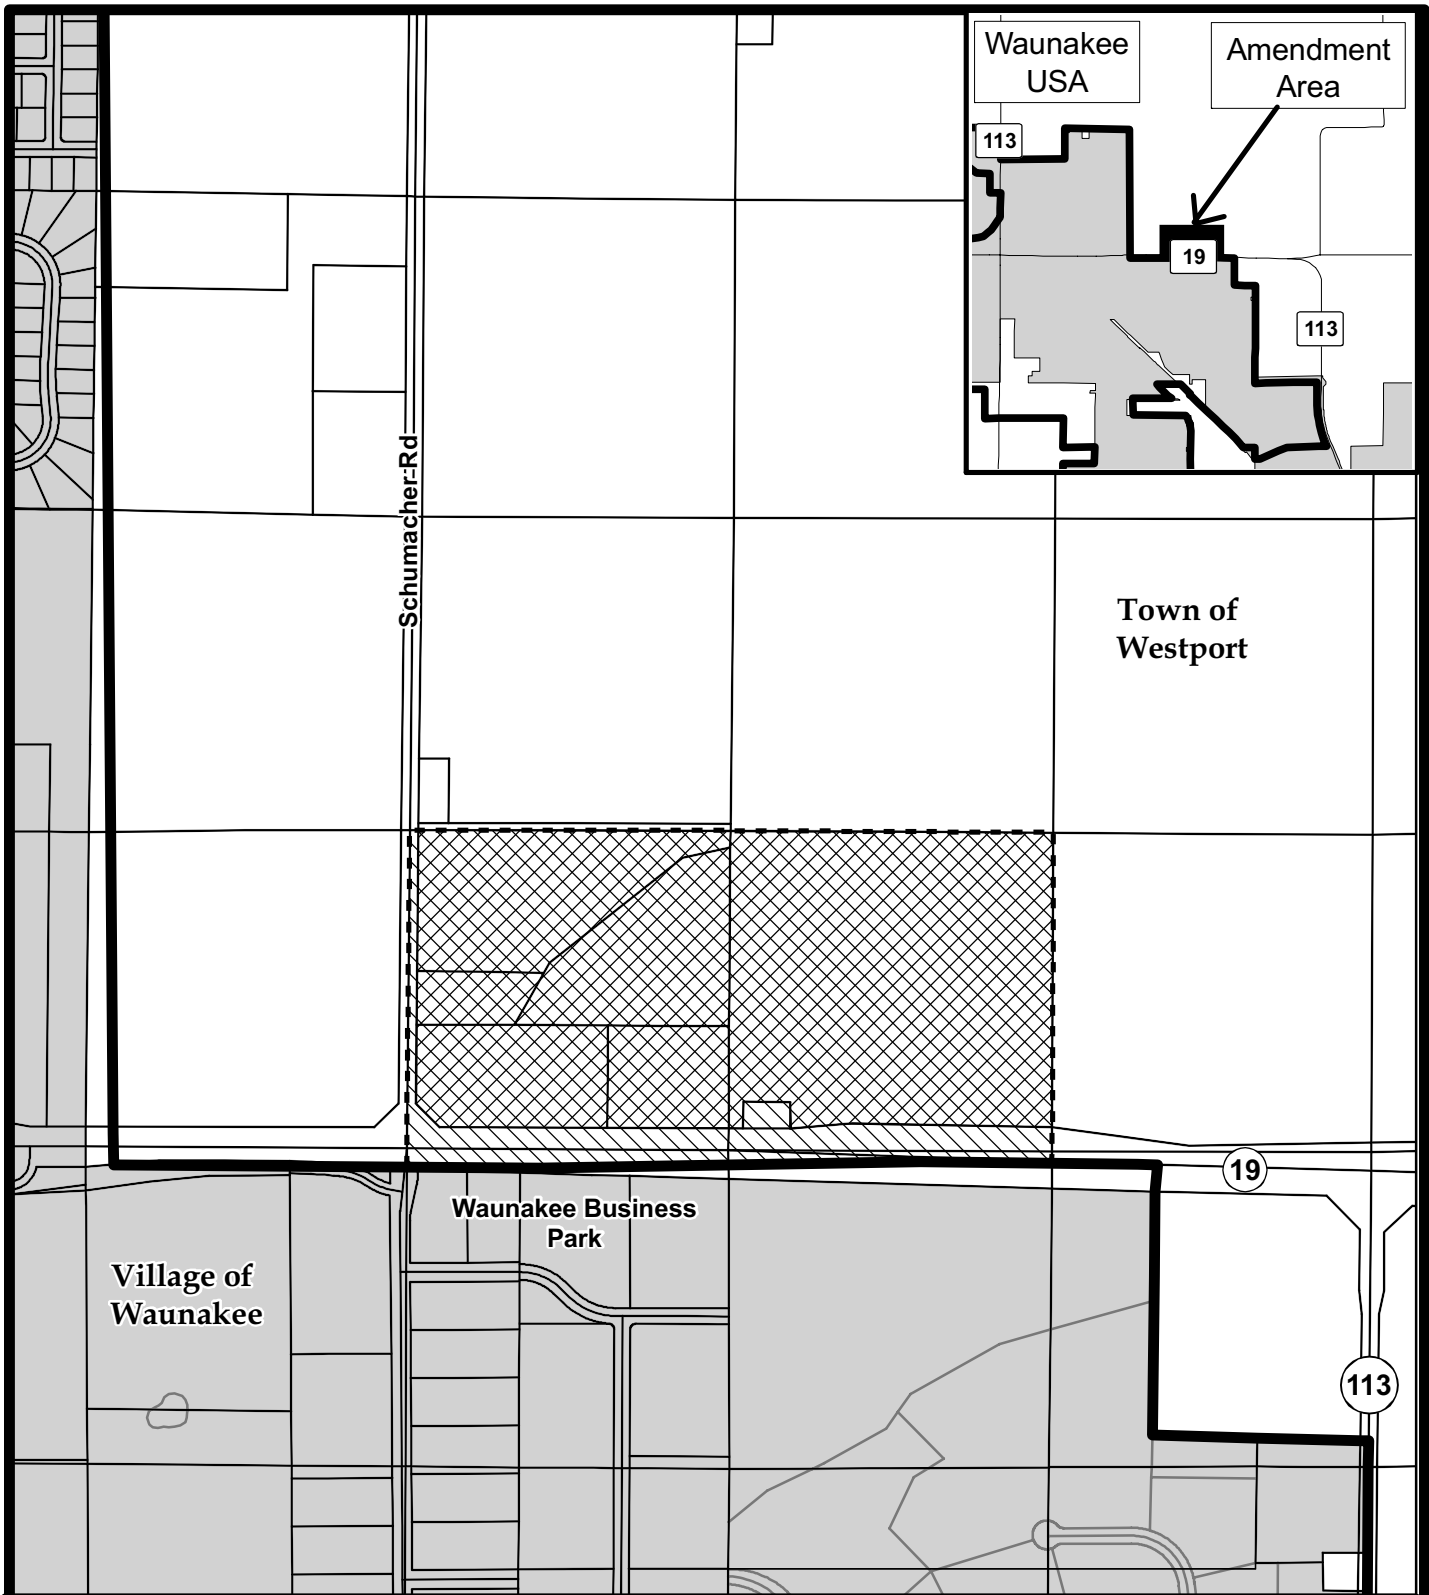 Waunakee
USA
Amendment
Area
113
19
113
Schumacher Rd
Town of
Westport
19
Waunakee Business
Park
Village of
Waunakee
113